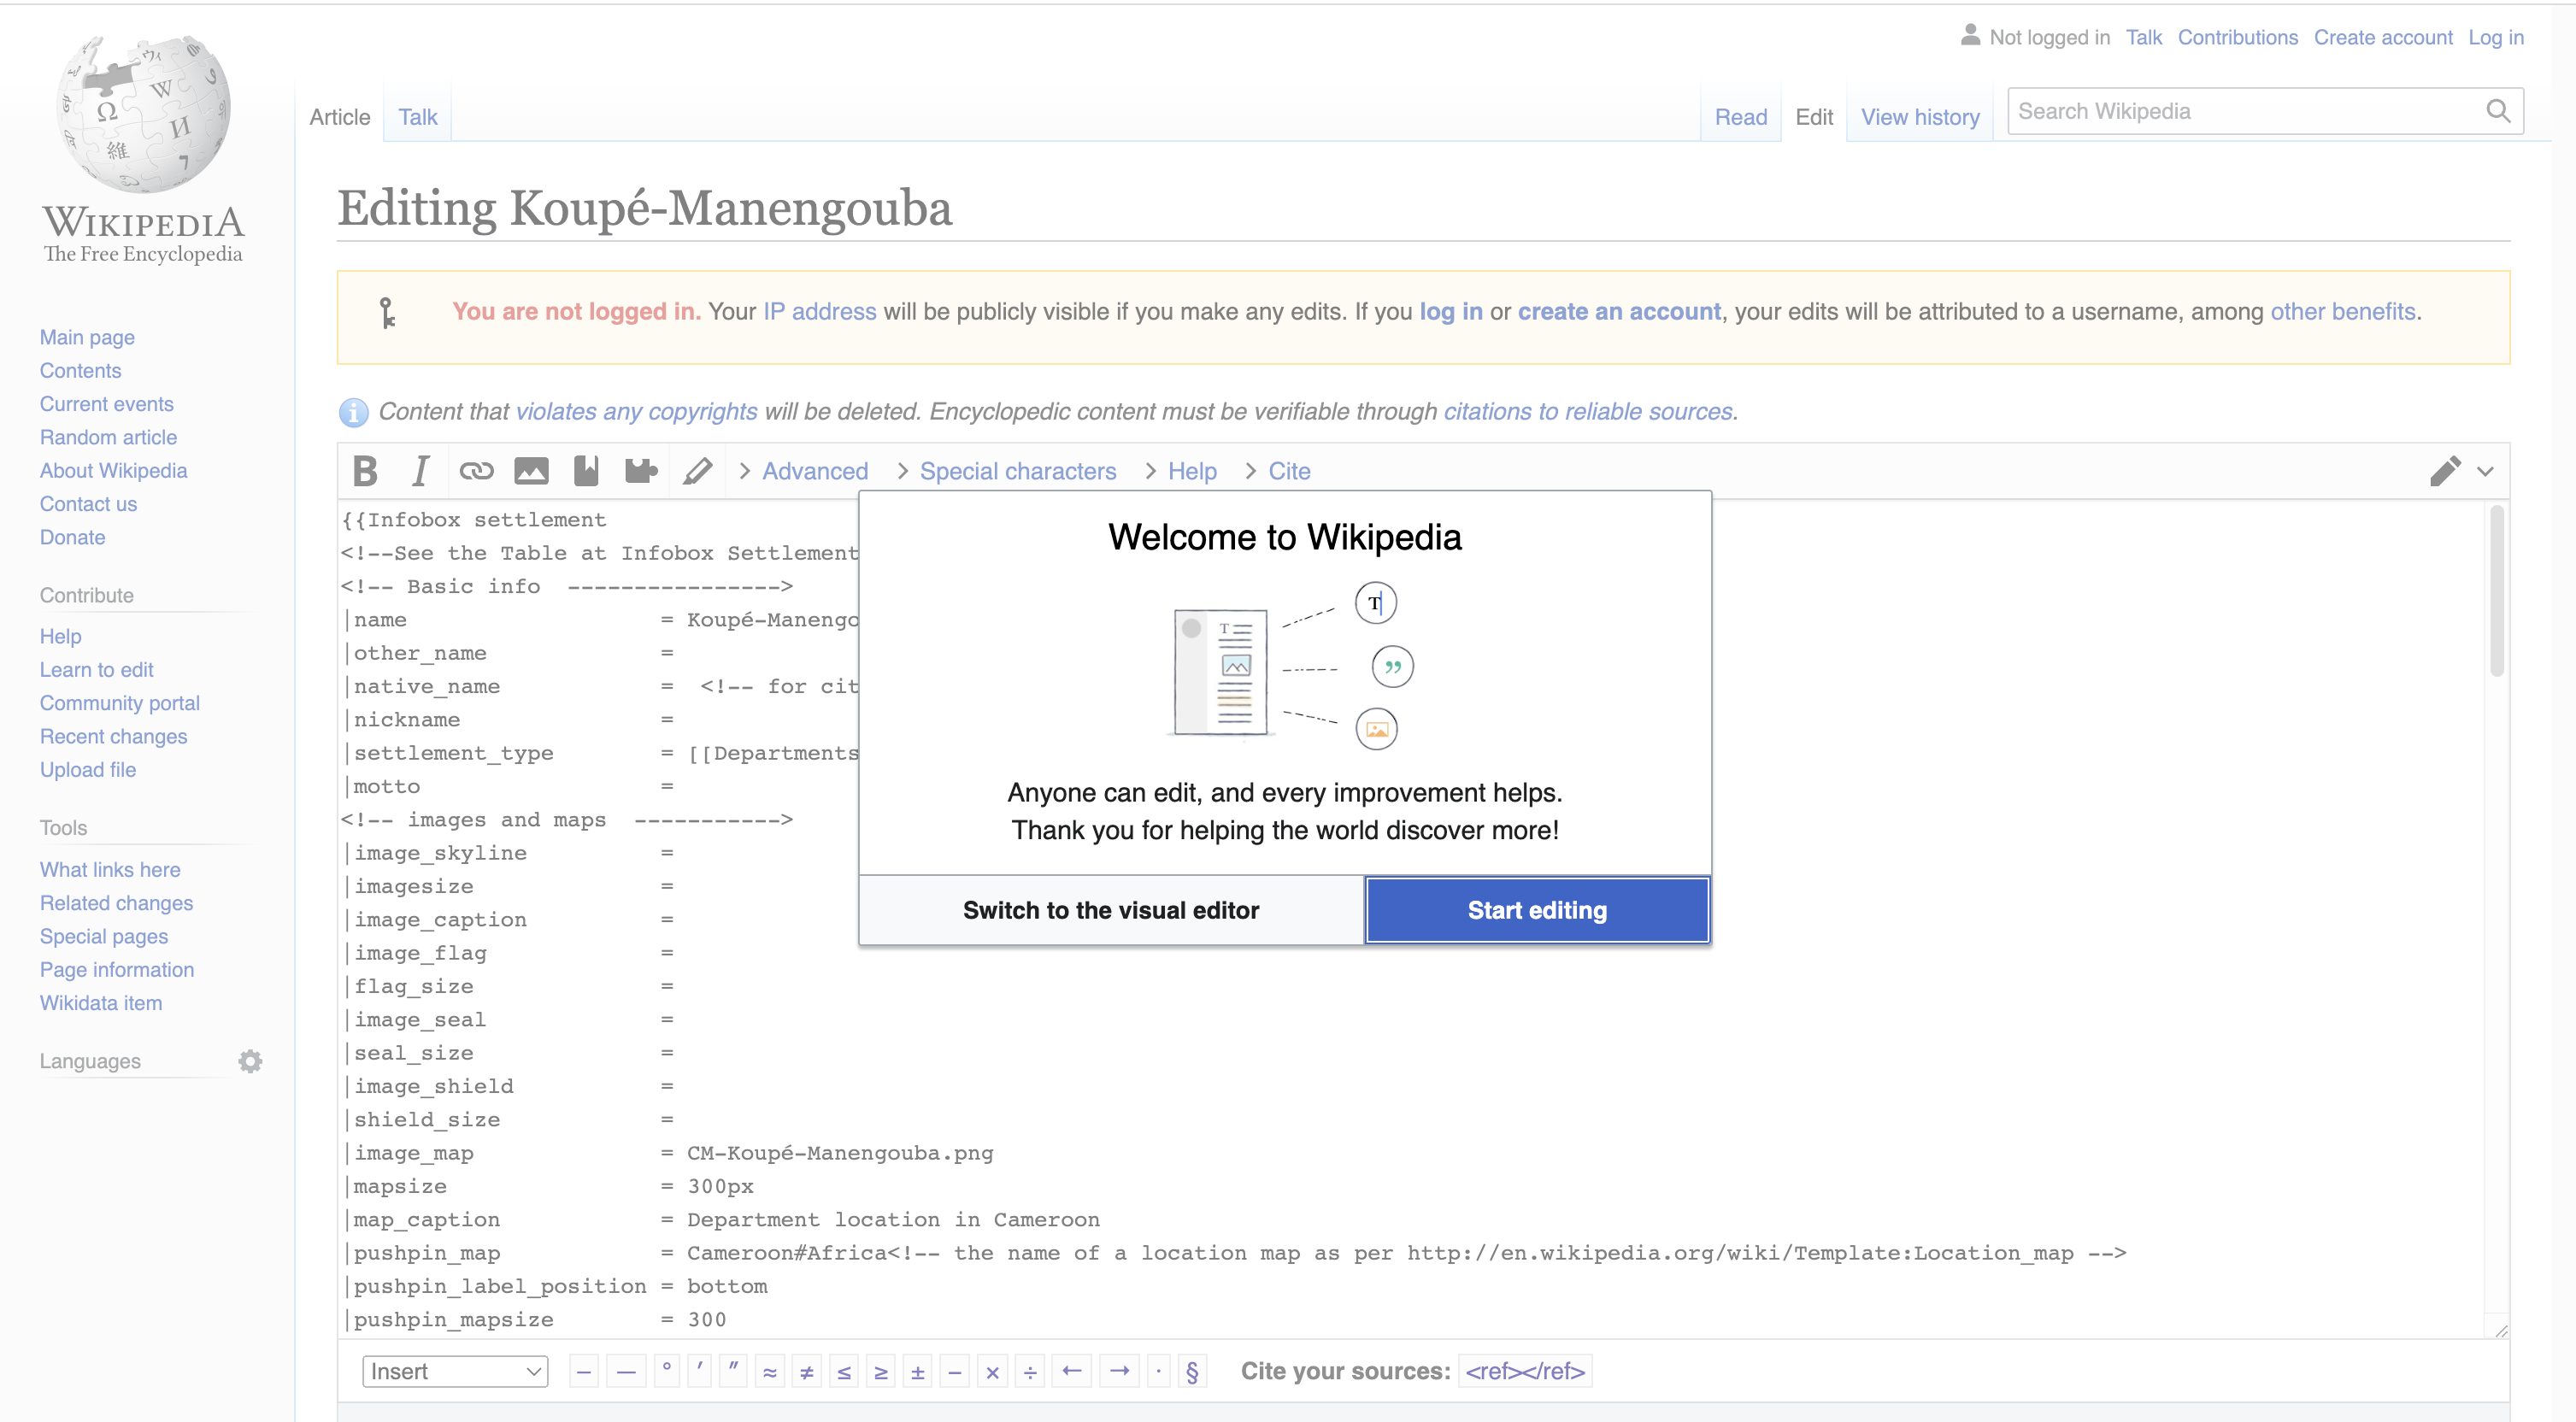 Not logged in Talk Contributions Create account Log in
Article Talk Read Edit View history Search Wikipedia
WIKIPEDIA
The Free Encyclopedia
Main page
Contents
Current events
Random article
About Wikipedia
Contact us
Donate
Contribute
Help
Learn to edit
Community portal
Recent changes
Upload file
Tools
What links here
Related changes
Special pages
Page information
Wikidata item
Languages
Editing Koupé-Manengouba
You are not logged in. Your IP address will be publicly visible if you make any edits. If you log in or create an account, your edits will be attributed to a username, among other benefits.
Content that violates any copyrights will be deleted. Encyclopedic content must be verifiable through citations to reliable sources.
B I Advanced Special characters Help Cite
{{Infobox settlement
<!--See the Table at Infobox Settlement
<!-- Basic info ---------------->
|name = Koupé-Manengo
|other_name =
|native_name = <!-- for cit
|nickname =
|settlement_type = [[Departments
|motto =
<!-- images and maps ----------->
|image_skyline =
|imagesize =
|image_caption =
|image_flag =
|flag_size =
|image_seal =
|seal_size =
|image_shield =
|shield_size =
|image_map = CM-Koupé-Manengouba.png
|mapsize = 300px
|map_caption = Department location in Cameroon
|pushpin_map = Cameroon#Africa<!-- the name of a location map as per http://en.wikipedia.org/wiki/Template:Location_map -->
|pushpin_label_position = bottom
|pushpin_mapsize = 300
Welcome to Wikipedia
Anyone can edit, and every improvement helps.
Thank you for helping the world discover more!
Switch to the visual editor Start editing
Insert – — ° ′ ″ ≈ ≠ ≤ ≥ ± − × ÷ ← → · § Cite your sources: <ref></ref>